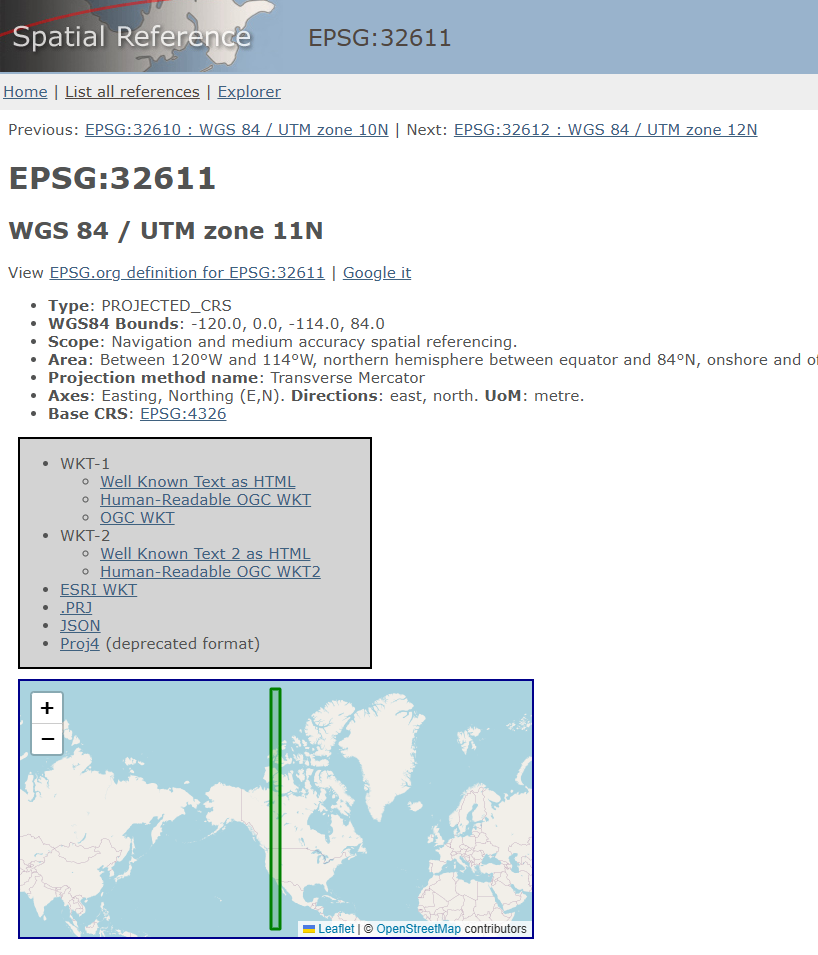 Spatial Reference EPSG:32611
Home | List all references | Explorer
Previous: EPSG:32610 : WGS 84 / UTM zone 10N | Next: EPSG:32612 : WGS 84 / UTM zone 12N
EPSG:32611
WGS 84 / UTM zone 11N
View EPSG.org definition for EPSG:32611 | Google it
• Type: PROJECTED_CRS
• WGS84 Bounds: -120.0, 0.0, -114.0, 84.0
• Scope: Navigation and medium accuracy spatial referencing.
• Area: Between 120°W and 114°W, northern hemisphere between equator and 84°N, onshore and
• Projection method name: Transverse Mercator
• Axes: Easting, Northing (E,N). Directions: east, north. UoM: metre.
• Base CRS: EPSG:4326
• WKT-1
◦ Well Known Text as HTML
◦ Human-Readable OGC WKT
◦ OGC WKT
• WKT-2
◦ Well Known Text 2 as HTML
◦ Human-Readable OGC WKT2
• ESRI WKT
• .PRJ
• JSON
• Proj4 (deprecated format)
+
−
Leaflet | © OpenStreetMap contributors